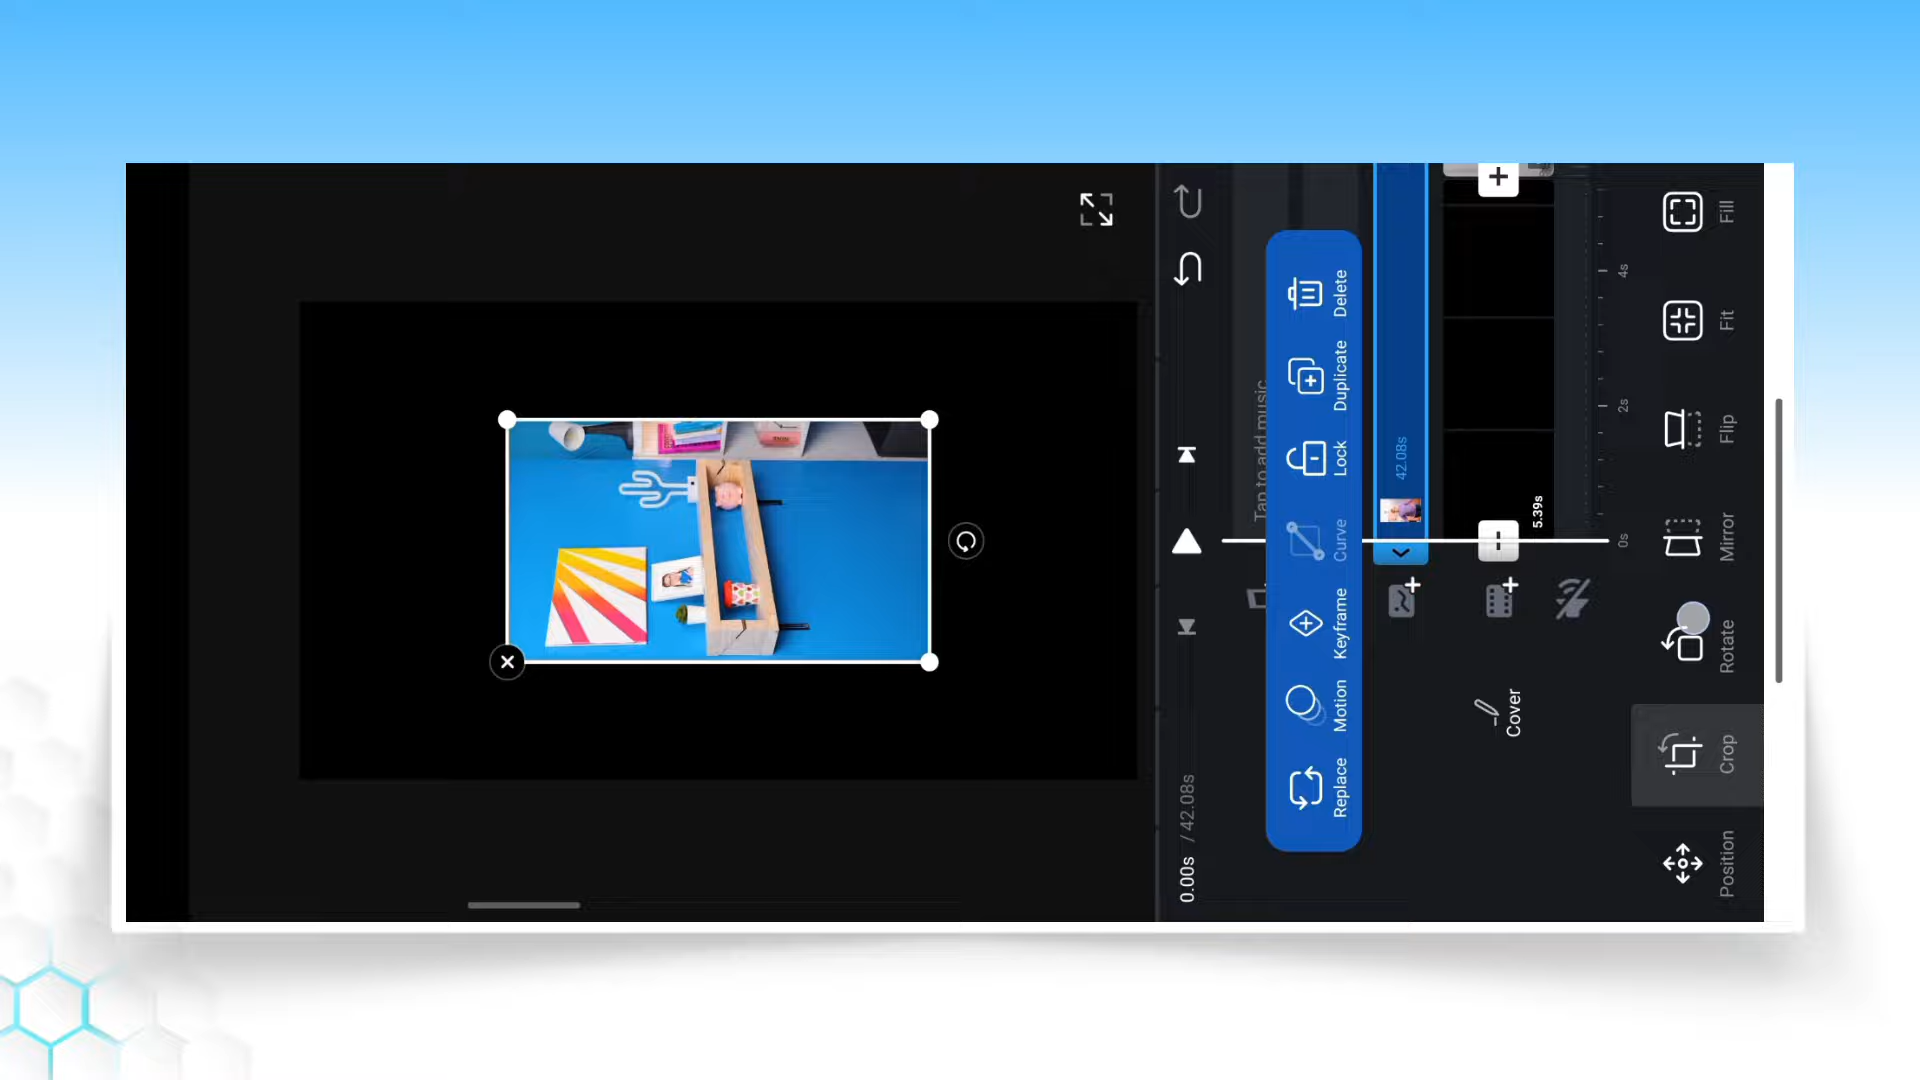 0.00s / 42.08s
Tap to add music
Replace
Motion
Keyframe
Curve
Lock
Duplicate
Delete
42.08s
Cover
5.39s
0s
2s
4s
Position
Crop
Rotate
Mirror
Flip
Fit
Fill